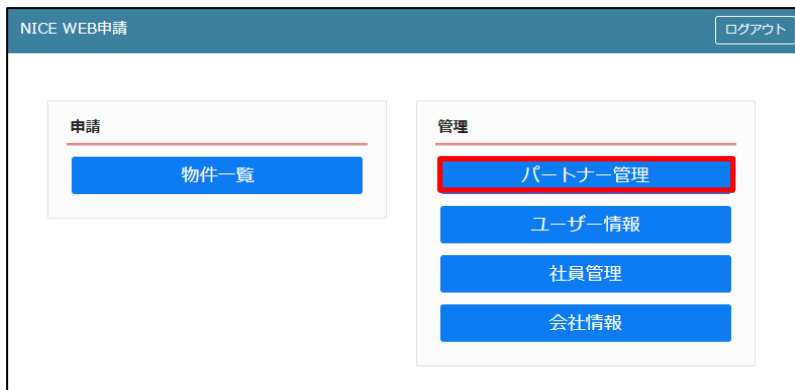 NICE WEB申請
ログアウト
申請
物件一覧
管理
パートナー管理
ユーザー情報
社員管理
会社情報